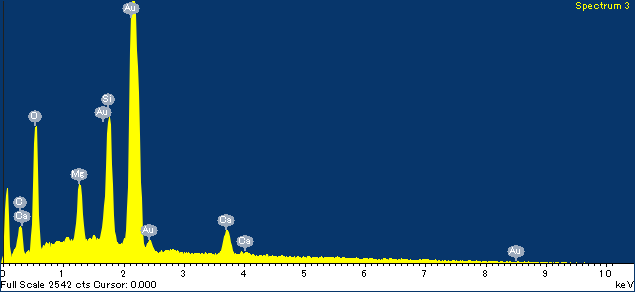 Spectrum 3
Au
Si
Au
O
Mg
O
Ca
Au
Ca
Ca
Au
0 1 2 3 4 5 6 7 8 9 10
Full Scale 2542 cts Cursor: 0.000 keV